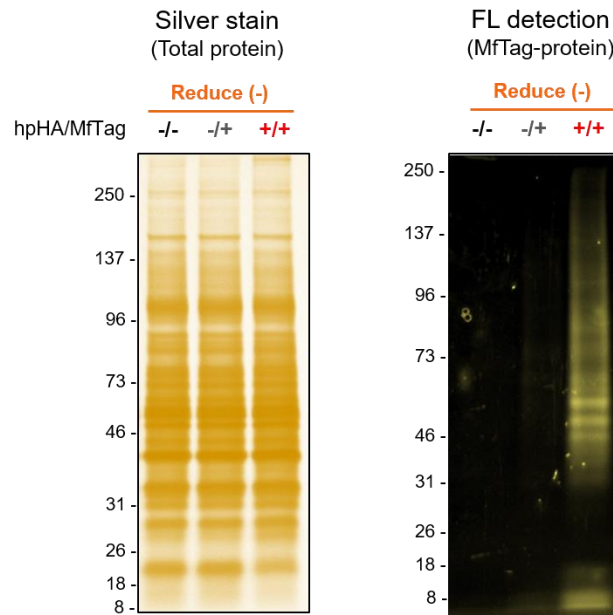 Silver stain
(Total protein)
Reduce (-)
hpHA/MfTag -/- -/+ +/+
250 -
137 -
96 -
73 -
46 -
31 -
26 -
18 -
8 -
FL detection
(MfTag-protein)
Reduce (-)
-/- -/+ +/+
250 -
137 -
96 -
73 -
46 -
31 -
26 -
18 -
8 -